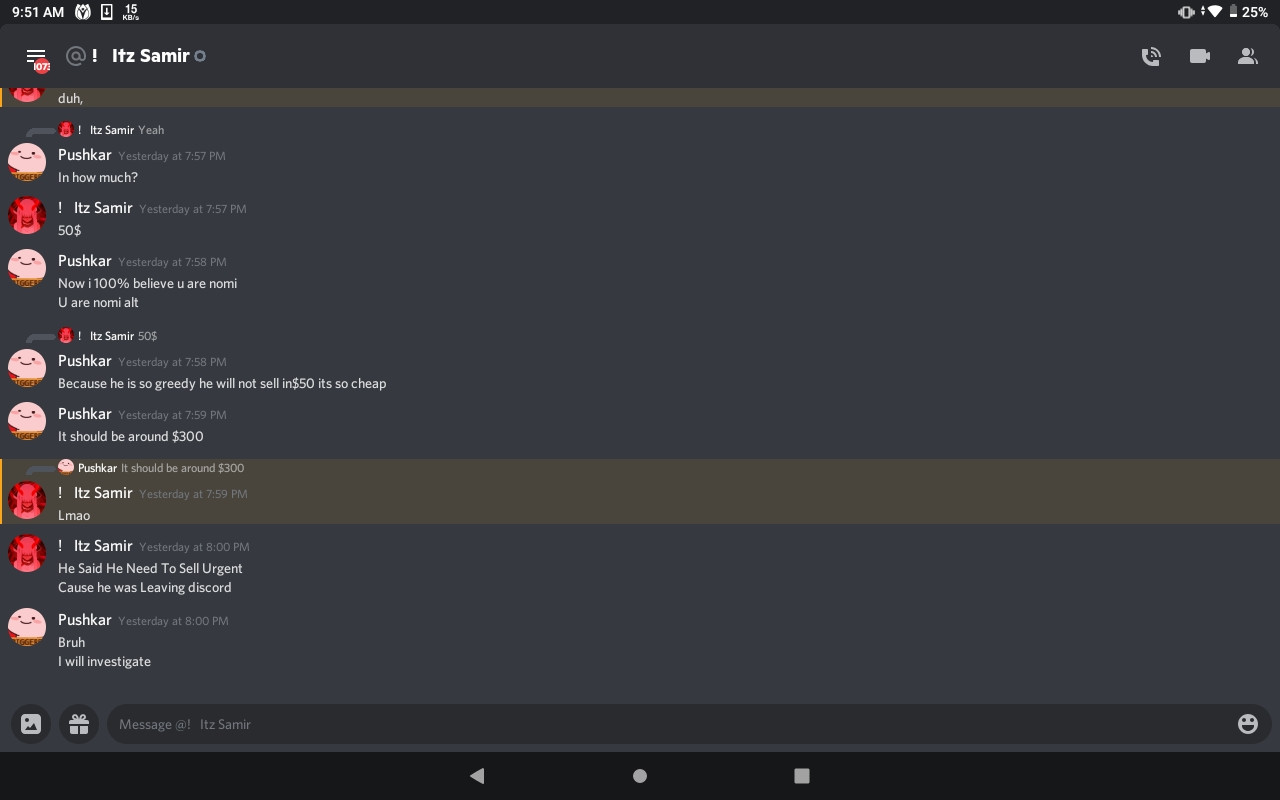 9:51 AM 15 KB/s 25%
@ ! Itz Samir
duh,
! Itz Samir Yeah
Pushkar Yesterday at 7:57 PM
In how much?
! Itz Samir Yesterday at 7:57 PM
50$
Pushkar Yesterday at 7:58 PM
Now i 100% believe u are nomi
U are nomi alt
! Itz Samir 50$
Pushkar Yesterday at 7:58 PM
Because he is so greedy he will not sell in$50 its so cheap
Pushkar Yesterday at 7:59 PM
It should be around $300
Pushkar It should be around $300
! Itz Samir Yesterday at 7:59 PM
Lmao
! Itz Samir Yesterday at 8:00 PM
He Said He Need To Sell Urgent
Cause he was Leaving discord
Pushkar Yesterday at 8:00 PM
Bruh
I will investigate
Message @! Itz Samir